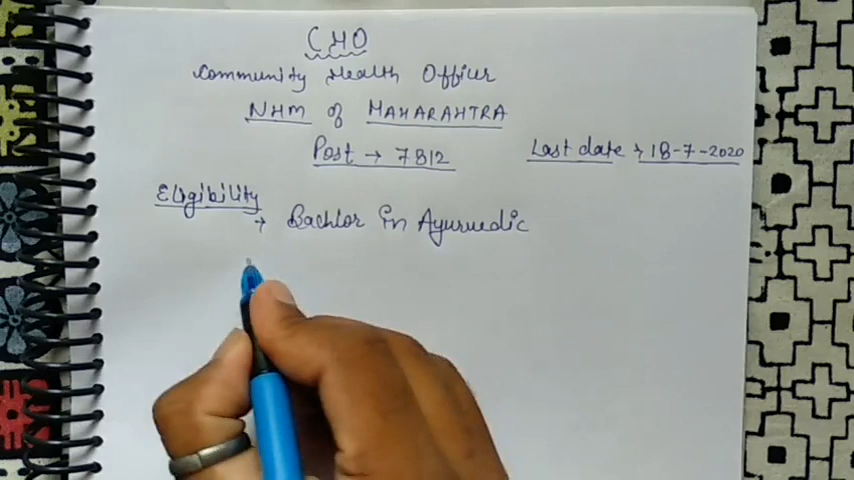 CHO
Community Health Officer
NHM of MAHARAHTRA
Post → 7812 Last date → 18-7-2020
Eligibility
→ Bachlor in Ayurvedic